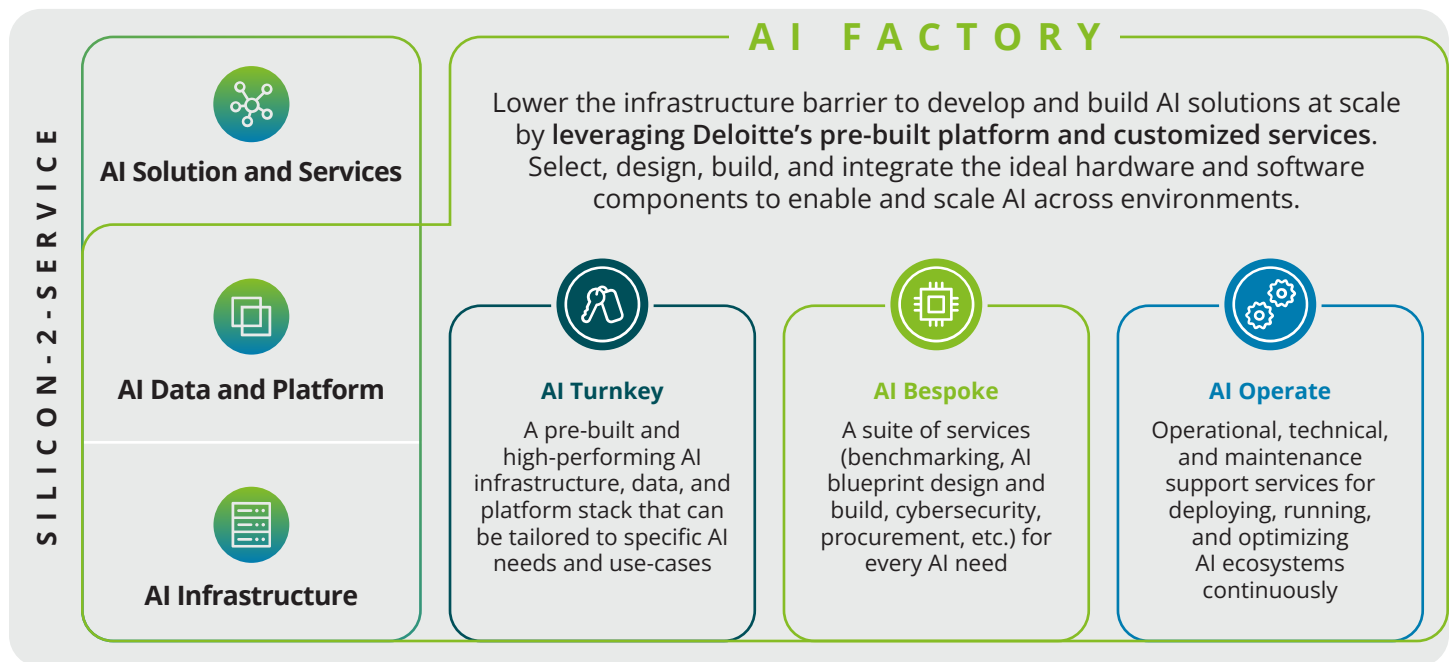 SILICON-2-SERVICE
AI Solution and Services
AI Data and Platform
AI Infrastructure
AI FACTORY
Lower the infrastructure barrier to develop and build AI solutions at scale
by leveraging Deloitte’s pre-built platform and customized services.
Select, design, build, and integrate the ideal hardware and software
components to enable and scale AI across environments.
AI Turnkey
A pre-built and
high-performing AI
infrastructure, data, and
platform stack that can
be tailored to specific AI
needs and use-cases
AI Bespoke
A suite of services
(benchmarking, AI
blueprint design and
build, cybersecurity,
procurement, etc.) for
every AI need
AI Operate
Operational, technical,
and maintenance
support services for
deploying, running,
and optimizing
AI ecosystems
continuously